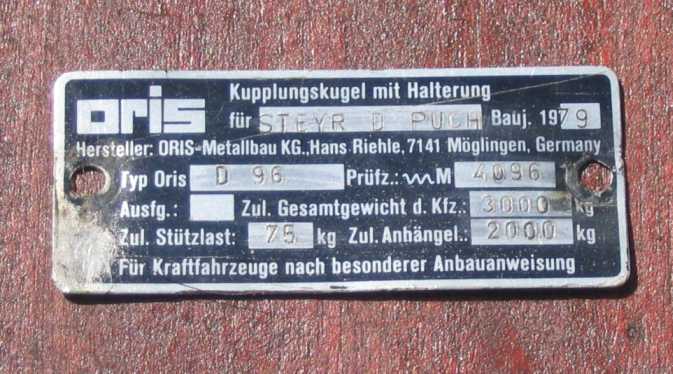 oris
Kupplungskugel mit Halterung
für STEYR D PUCH Bauj. 1979
Hersteller: ORIS-Metallbau KG., Hans Riehle, 7141 Möglingen, Germany
Typ Oris D 96 Prüfz.: M 4096
Ausfg.: Zul. Gesamtgewicht d. Kfz.: 3000 kg
Zul. Stützlast: 75 kg Zul. Anhängel.: 2000 kg
Für Kraftfahrzeuge nach besonderer Anbauanweisung